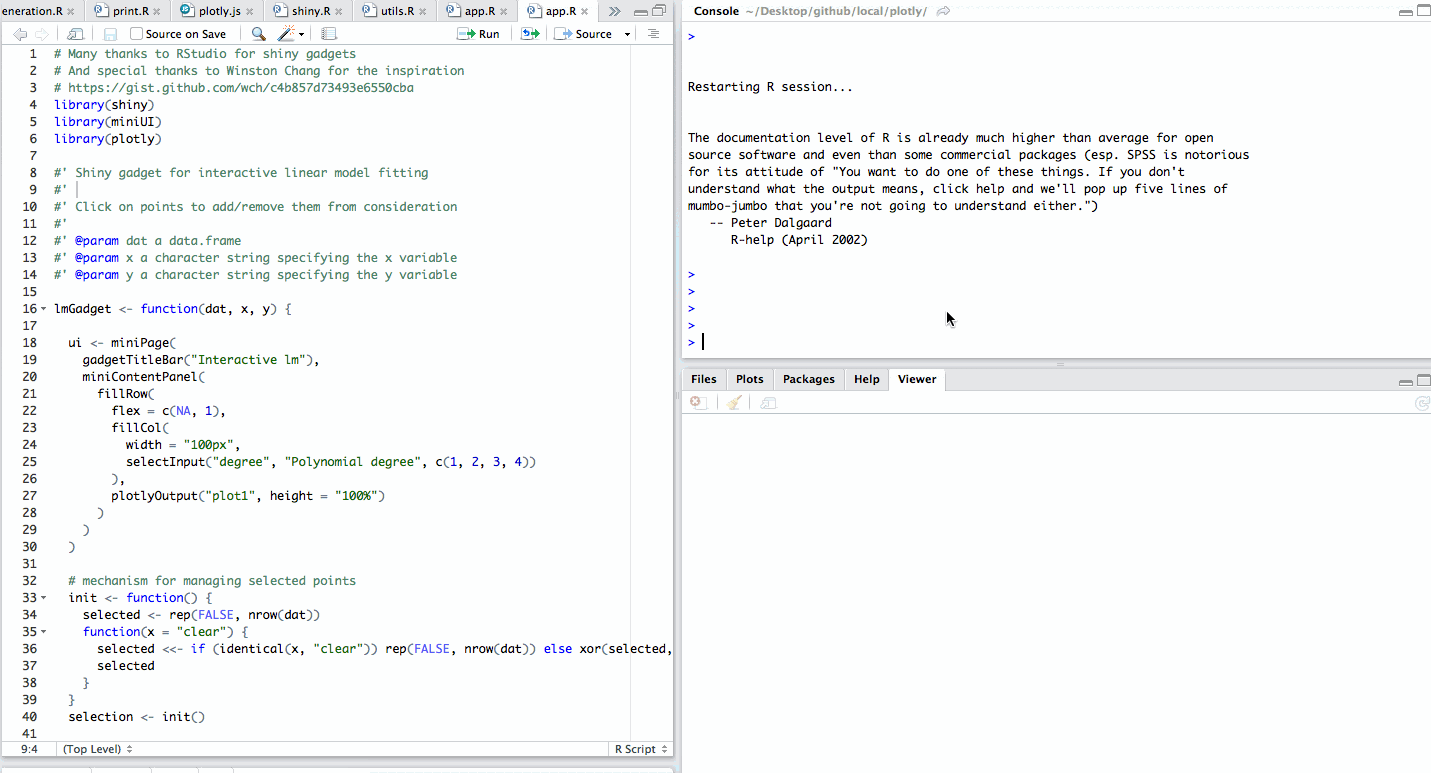 eneration.R print.R plotly.js shiny.R utils.R app.R app.R
Source on Save Run Source
1 # Many thanks to RStudio for shiny gadgets
2 # And special thanks to Winston Chang for the inspiration
3 # https://gist.github.com/wch/c4b857d73493e6550cba
4 library(shiny)
5 library(miniUI)
6 library(plotly)
7
8 #' Shiny gadget for interactive linear model fitting
9 #'
10 #' Click on points to add/remove them from consideration
11 #'
12 #' @param dat a data.frame
13 #' @param x a character string specifying the x variable
14 #' @param y a character string specifying the y variable
15
16 lmGadget <- function(dat, x, y) {
17
18 ui <- miniPage(
19 gadgetTitleBar("Interactive lm"),
20 miniContentPanel(
21 fillRow(
22 flex = c(NA, 1),
23 fillCol(
24 width = "100px",
25 selectInput("degree", "Polynomial degree", c(1, 2, 3, 4))
26 ),
27 plotlyOutput("plot1", height = "100%")
28 )
29 )
30 )
31
32 # mechanism for managing selected points
33 init <- function() {
34 selected <- rep(FALSE, nrow(dat))
35 function(x = "clear") {
36 selected <<- if (identical(x, "clear")) rep(FALSE, nrow(dat)) else xor(selected,
37 selected
38 }
39 }
40 selection <- init()
41
9:4 (Top Level) R Script
Console ~/Desktop/github/local/plotly/
>
Restarting R session...
The documentation level of R is already much higher than average for open
source software and even than some commercial packages (esp. SPSS is notorious
for its attitude of "You want to do one of these things. If you don't
understand what the output means, click help and we'll pop up five lines of
mumbo-jumbo that you're not going to understand either.")
-- Peter Dalgaard
R-help (April 2002)
>
>
>
>
>
Files Plots Packages Help Viewer